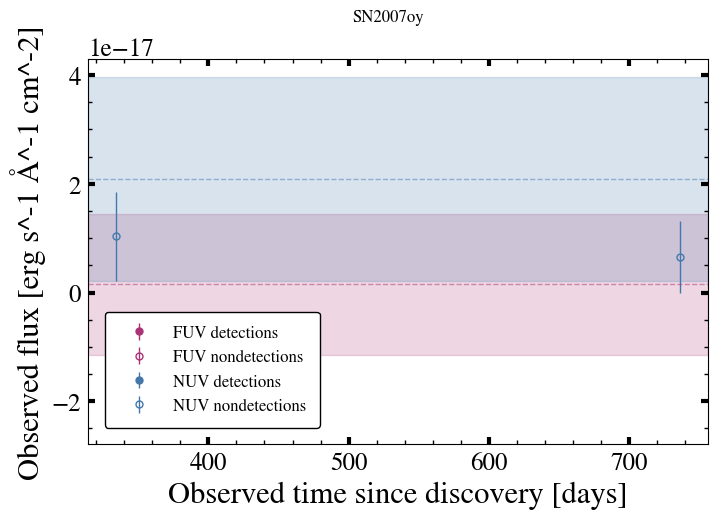 SN2007oy
1e−17
4
2
0
−2
Observed flux [erg s^-1 Å^-1 cm^-2]
FUV detections
FUV nondetections
NUV detections
NUV nondetections
400 500 600 700
Observed time since discovery [days]